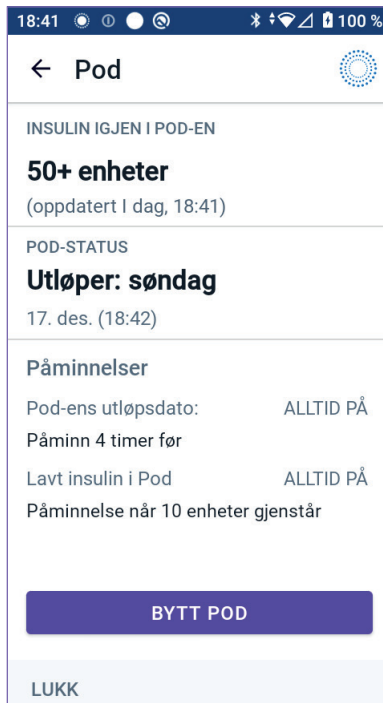 18:41 100 %
Pod
INSULIN IGJEN I POD-EN
50+ enheter
(oppdatert I dag, 18:41)
POD-STATUS
Utløper: søndag
17. des. (18:42)
Påminnelser
Pod-ens utløpsdato: ALLTID PÅ
Påminn 4 timer før
Lavt insulin i Pod ALLTID PÅ
Påminnelse når 10 enheter gjenstår
BYTT POD
LUKK